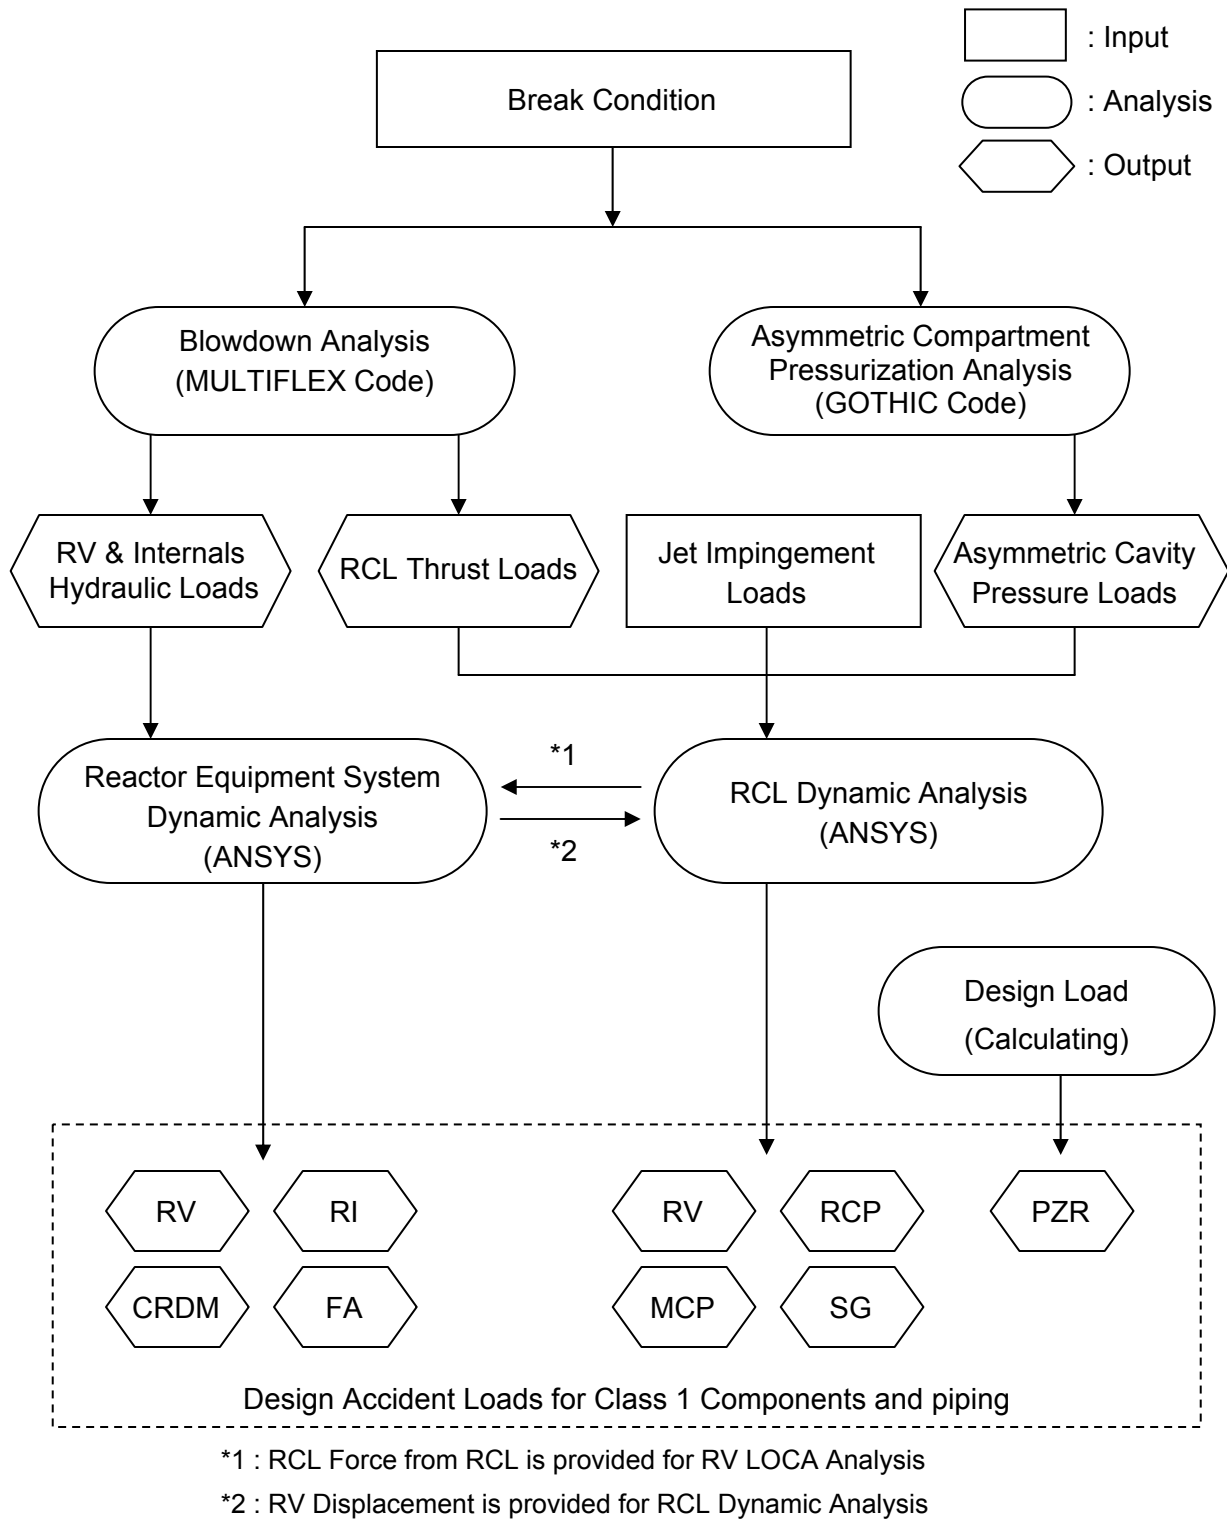 : Input
: Analysis
: Output
Break Condition
Blowdown Analysis
(MULTIFLEX Code)
Asymmetric Compartment
Pressurization Analysis
(GOTHIC Code)
RV & Internals
Hydraulic Loads
RCL Thrust Loads
Jet Impingement
Loads
Asymmetric Cavity
Pressure Loads
Reactor Equipment System
Dynamic Analysis
(ANSYS)
*1
*2
RCL Dynamic Analysis
(ANSYS)
Design Load
(Calculating)
RV
RI
RV
RCP
PZR
CRDM
FA
MCP
SG
Design Accident Loads for Class 1 Components and piping
*1 : RCL Force from RCL is provided for RV LOCA Analysis
*2 : RV Displacement is provided for RCL Dynamic Analysis